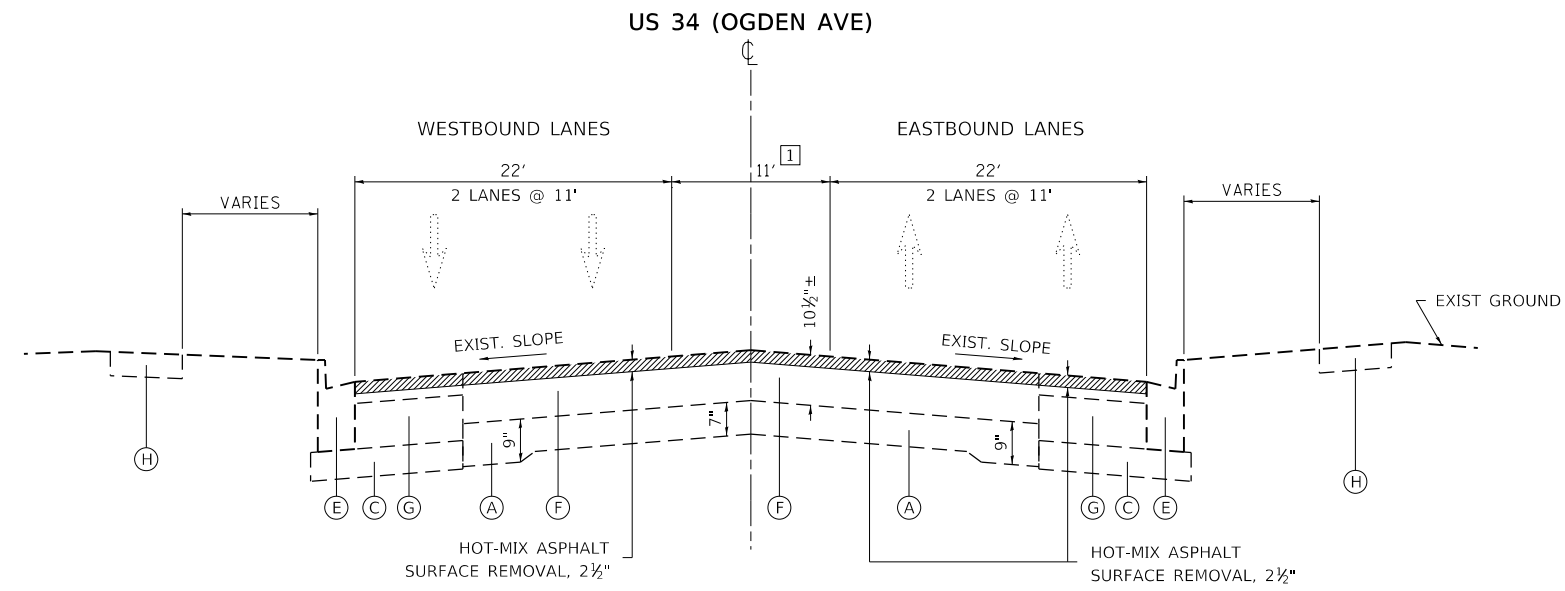 US 34 (OGDEN AVE)
℄
WESTBOUND LANES
EASTBOUND LANES
22'
11'
1
22'
2 LANES @ 11'
2 LANES @ 11'
VARIES
VARIES
10½"±
EXIST GROUND
EXIST. SLOPE
EXIST. SLOPE
9"
7"
9"
H
H
E
C
G
A
F
F
A
G
C
E
HOT-MIX ASPHALT
SURFACE REMOVAL, 2½"
HOT-MIX ASPHALT
SURFACE REMOVAL, 2½"